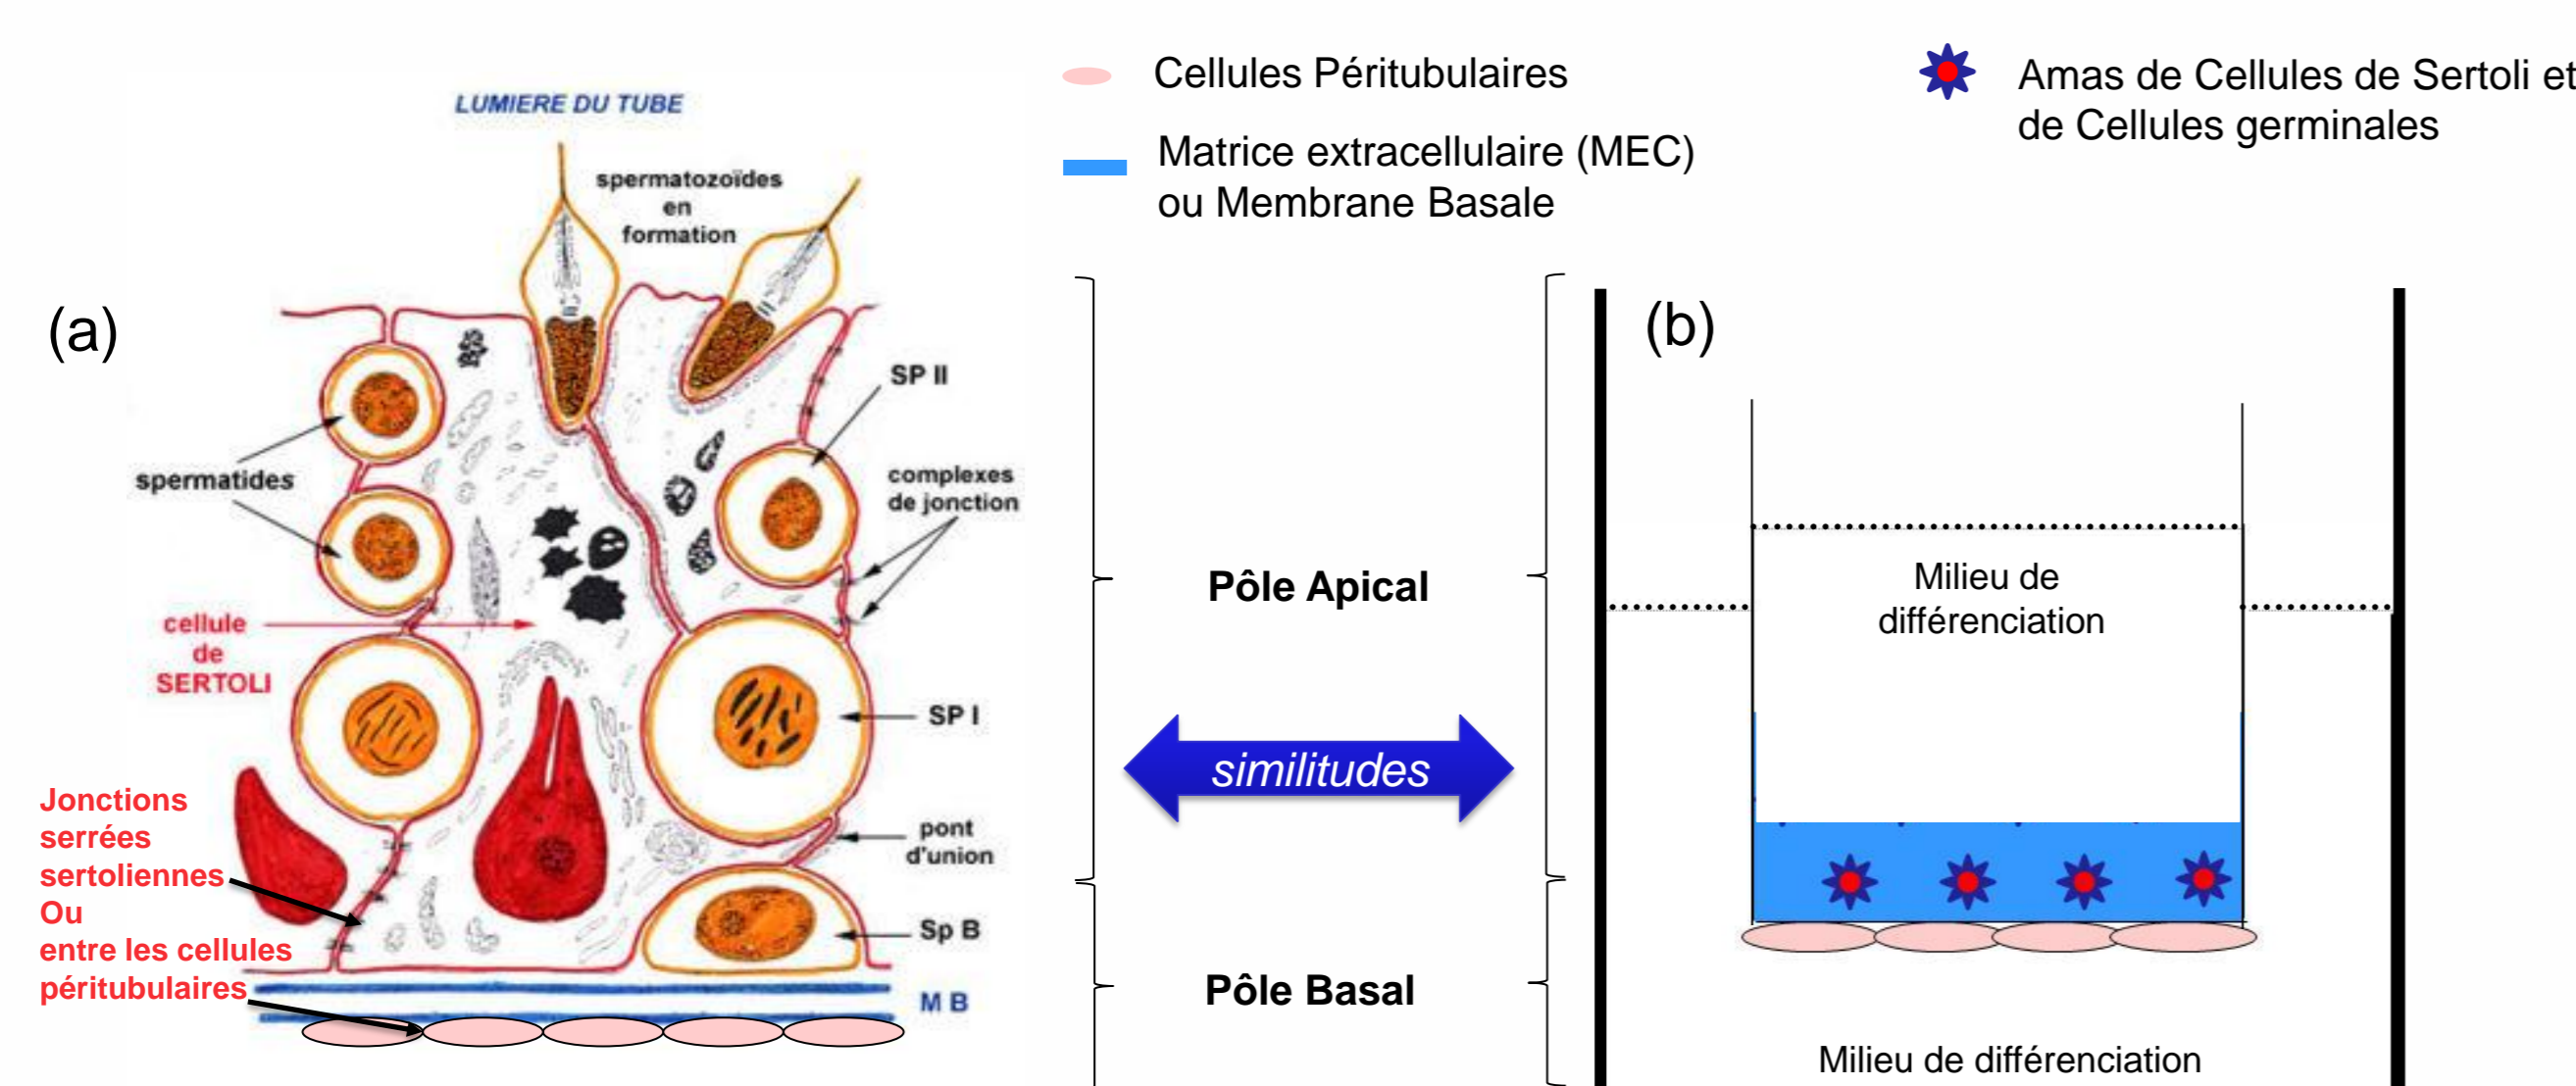 Cellules Péritubulaires
Matrice extracellulaire (MEC)
ou Membrane Basale
Amas de Cellules de Sertoli et
de Cellules germinales
(a)
LUMIERE DU TUBE
spermatozoïdes
en
formation
SP II
spermatides
complexes
de jonction
cellule
de
SERTOLI
SP I
Jonctions
serrées
sertoliennes
Ou
entre les cellules
péritubulaires
pont
d'union
Sp B
M B
Pôle Apical
similitudes
Pôle Basal
(b)
Milieu de
différenciation
Milieu de différenciation